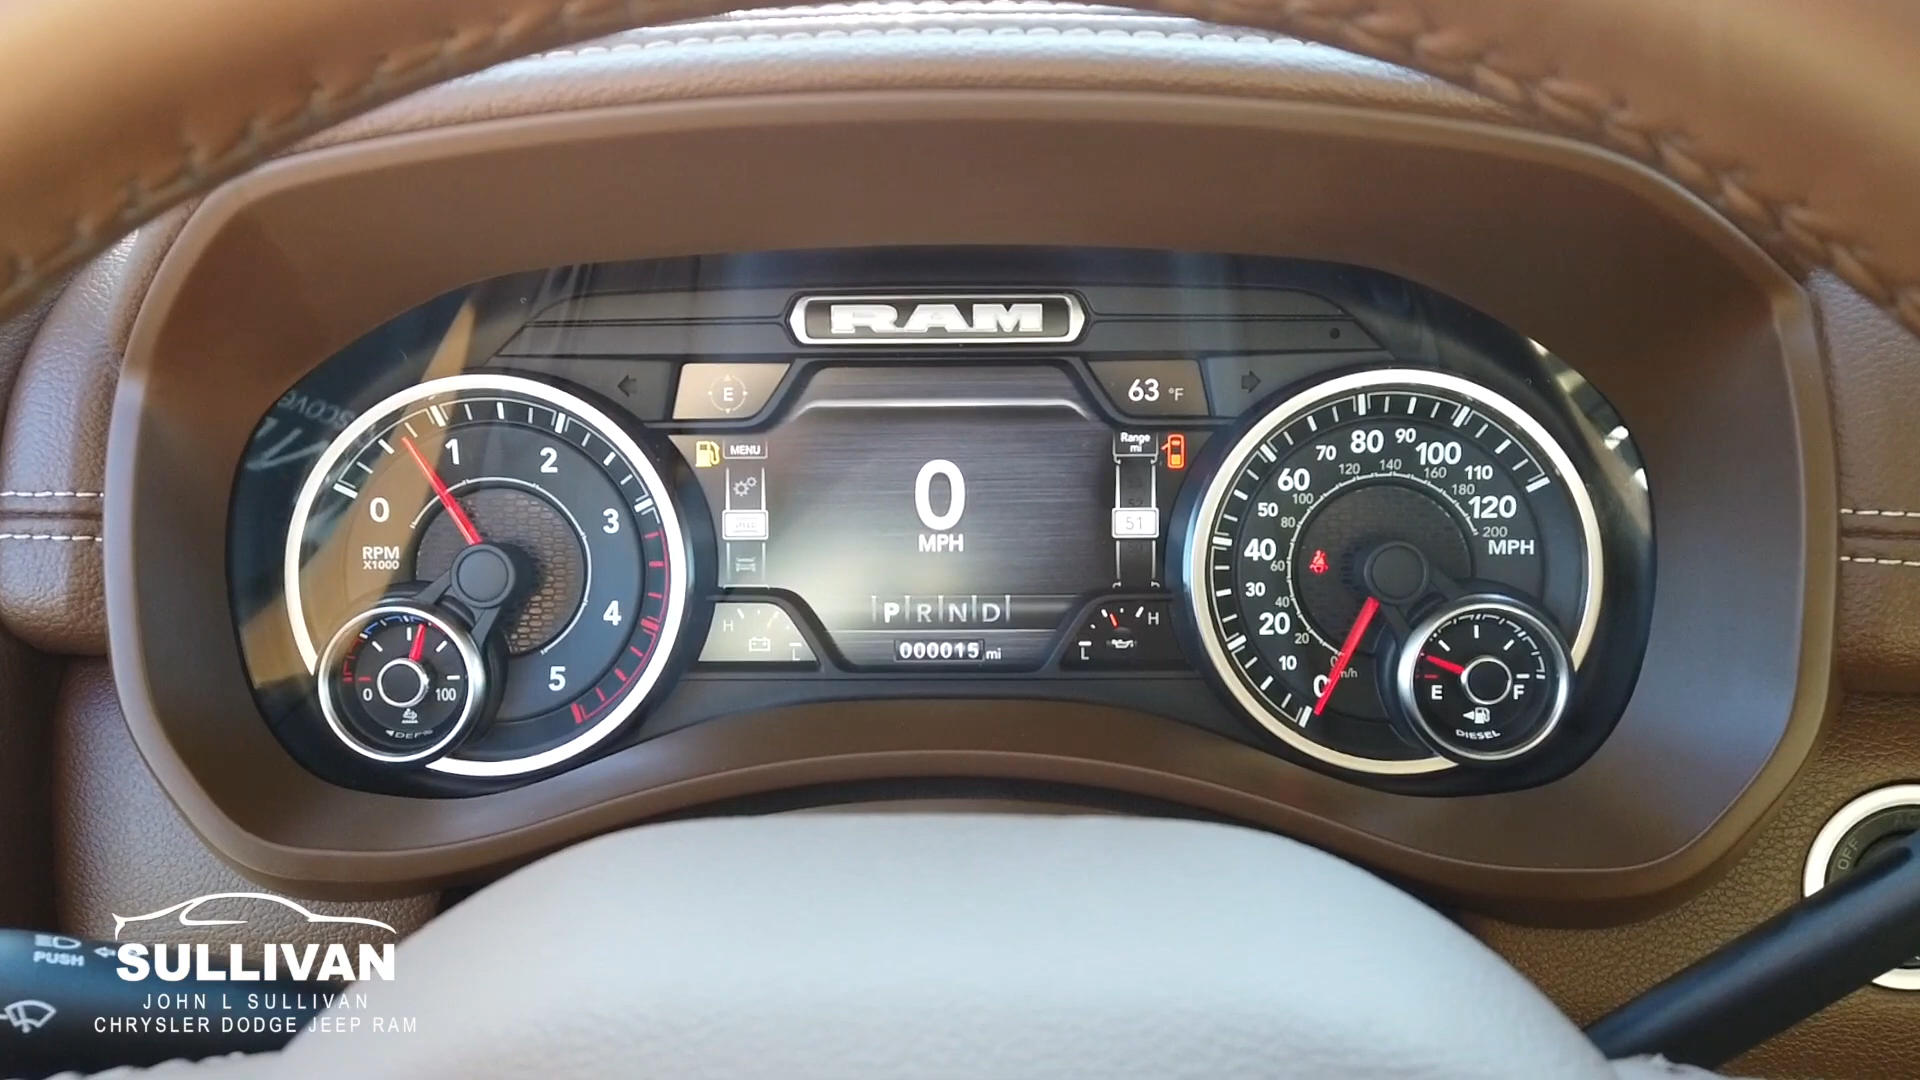 RAM
E
63 °F
MENU
Range
mi
51
0
MPH
PRND
000015 mi
H
L
H
L
0
1
2
3
4
5
RPM
X1000
0
100
DEF
0
10
20
30
40
50
60
70
80
90
100
110
120
MPH
20
40
60
80
100
120
140
160
180
200
km/h
E
F
DIESEL
OFF
PUSH
SULLIVAN
JOHN L SULLIVAN
CHRYSLER DODGE JEEP RAM